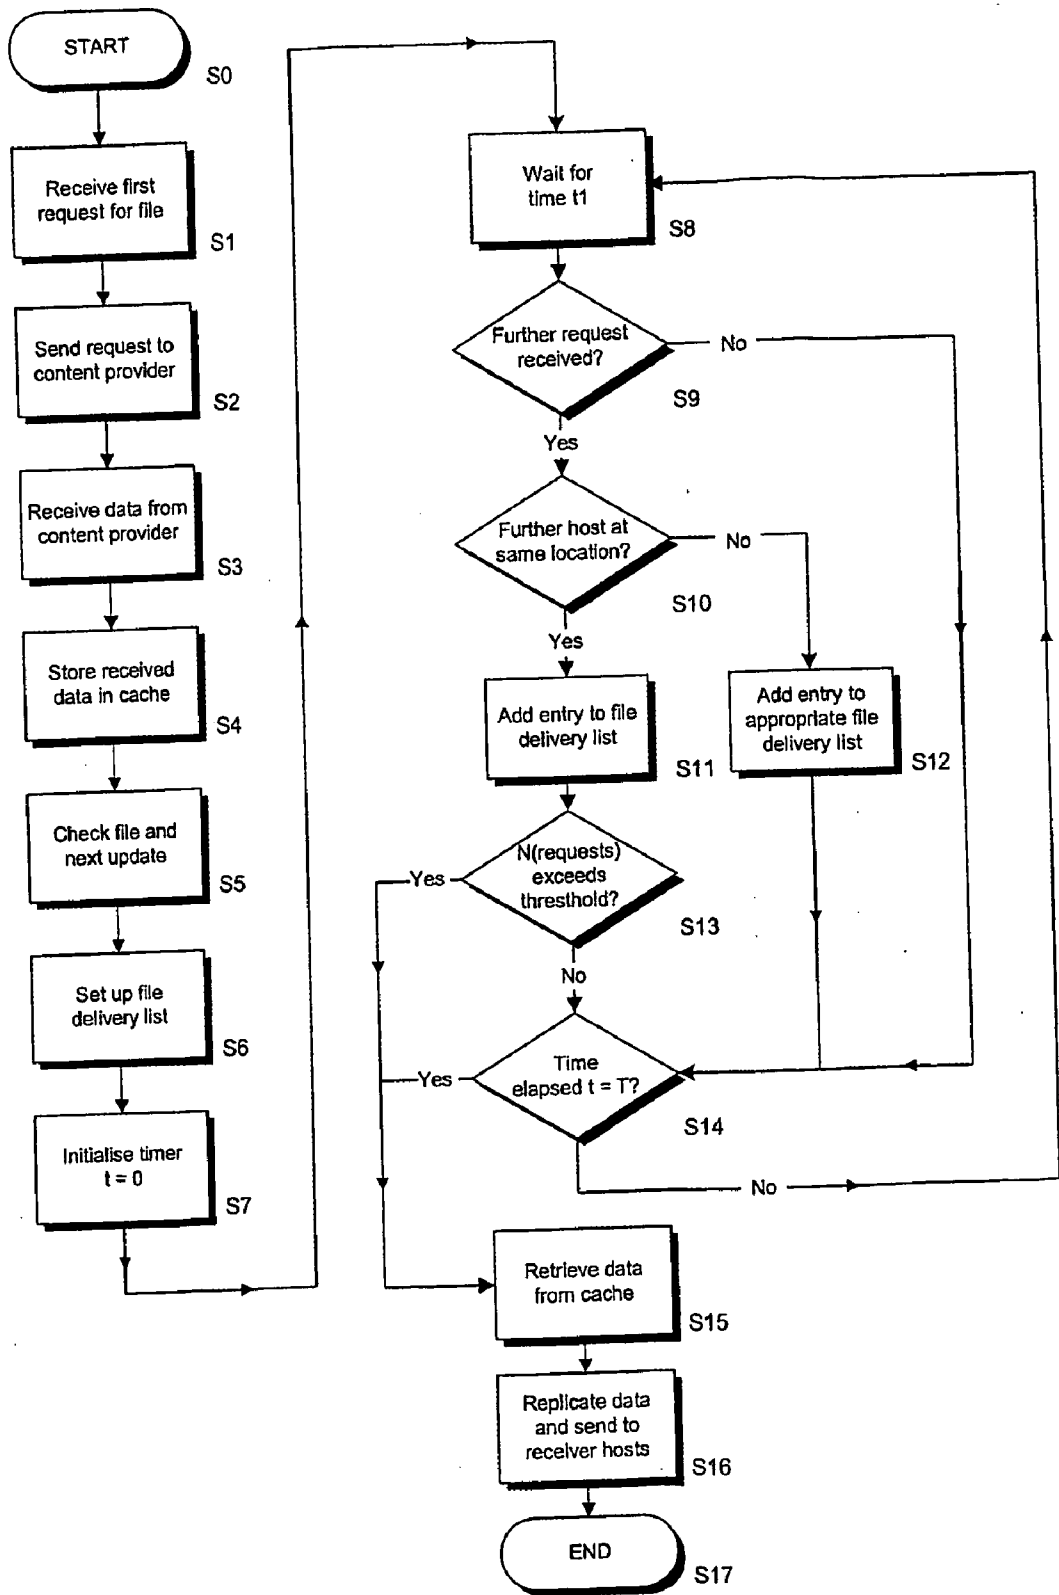 START
S0
Receive first
request for file
S1
Send request to
content provider
S2
Receive data from
content provider
S3
Store received
data in cache
S4
Check file and
next update
S5
Set up file
delivery list
S6
Initialise timer
t = 0
S7
Wait for
time t1
S8
Further request
received?
No
S9
Yes
Further host at
same location?
No
S10
Yes
Add entry to file
delivery list
S11
Add entry to
appropriate file
delivery list
S12
N(requests)
exceeds
thresthold?
Yes
S13
No
Time
elapsed t = T?
Yes
S14
No
Retrieve data
from cache
S15
Replicate data
and send to
receiver hosts
S16
END
S17